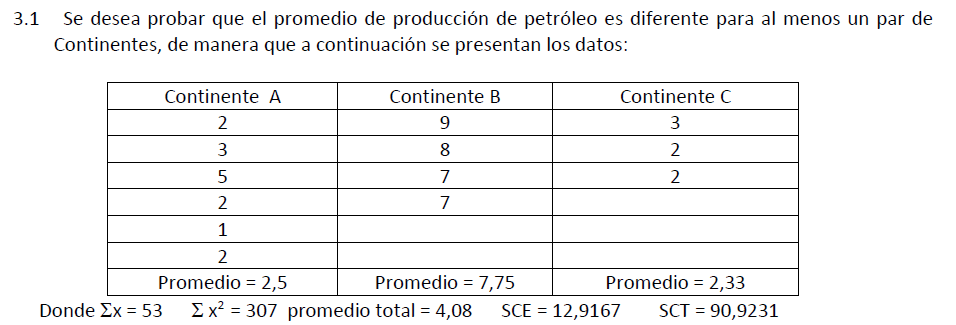 3.1 Se desea probar que el promedio de producción de petróleo es diferente para al menos un par de
Continentes, de manera que a continuación se presentan los datos:
Continente A Continente B Continente C
2 9 3
3 8 2
5 7 2
2 7
1
2
Promedio = 2,5 Promedio = 7,75 Promedio = 2,33
Donde Σx = 53 Σ x² = 307 promedio total = 4,08 SCE = 12,9167 SCT = 90,9231